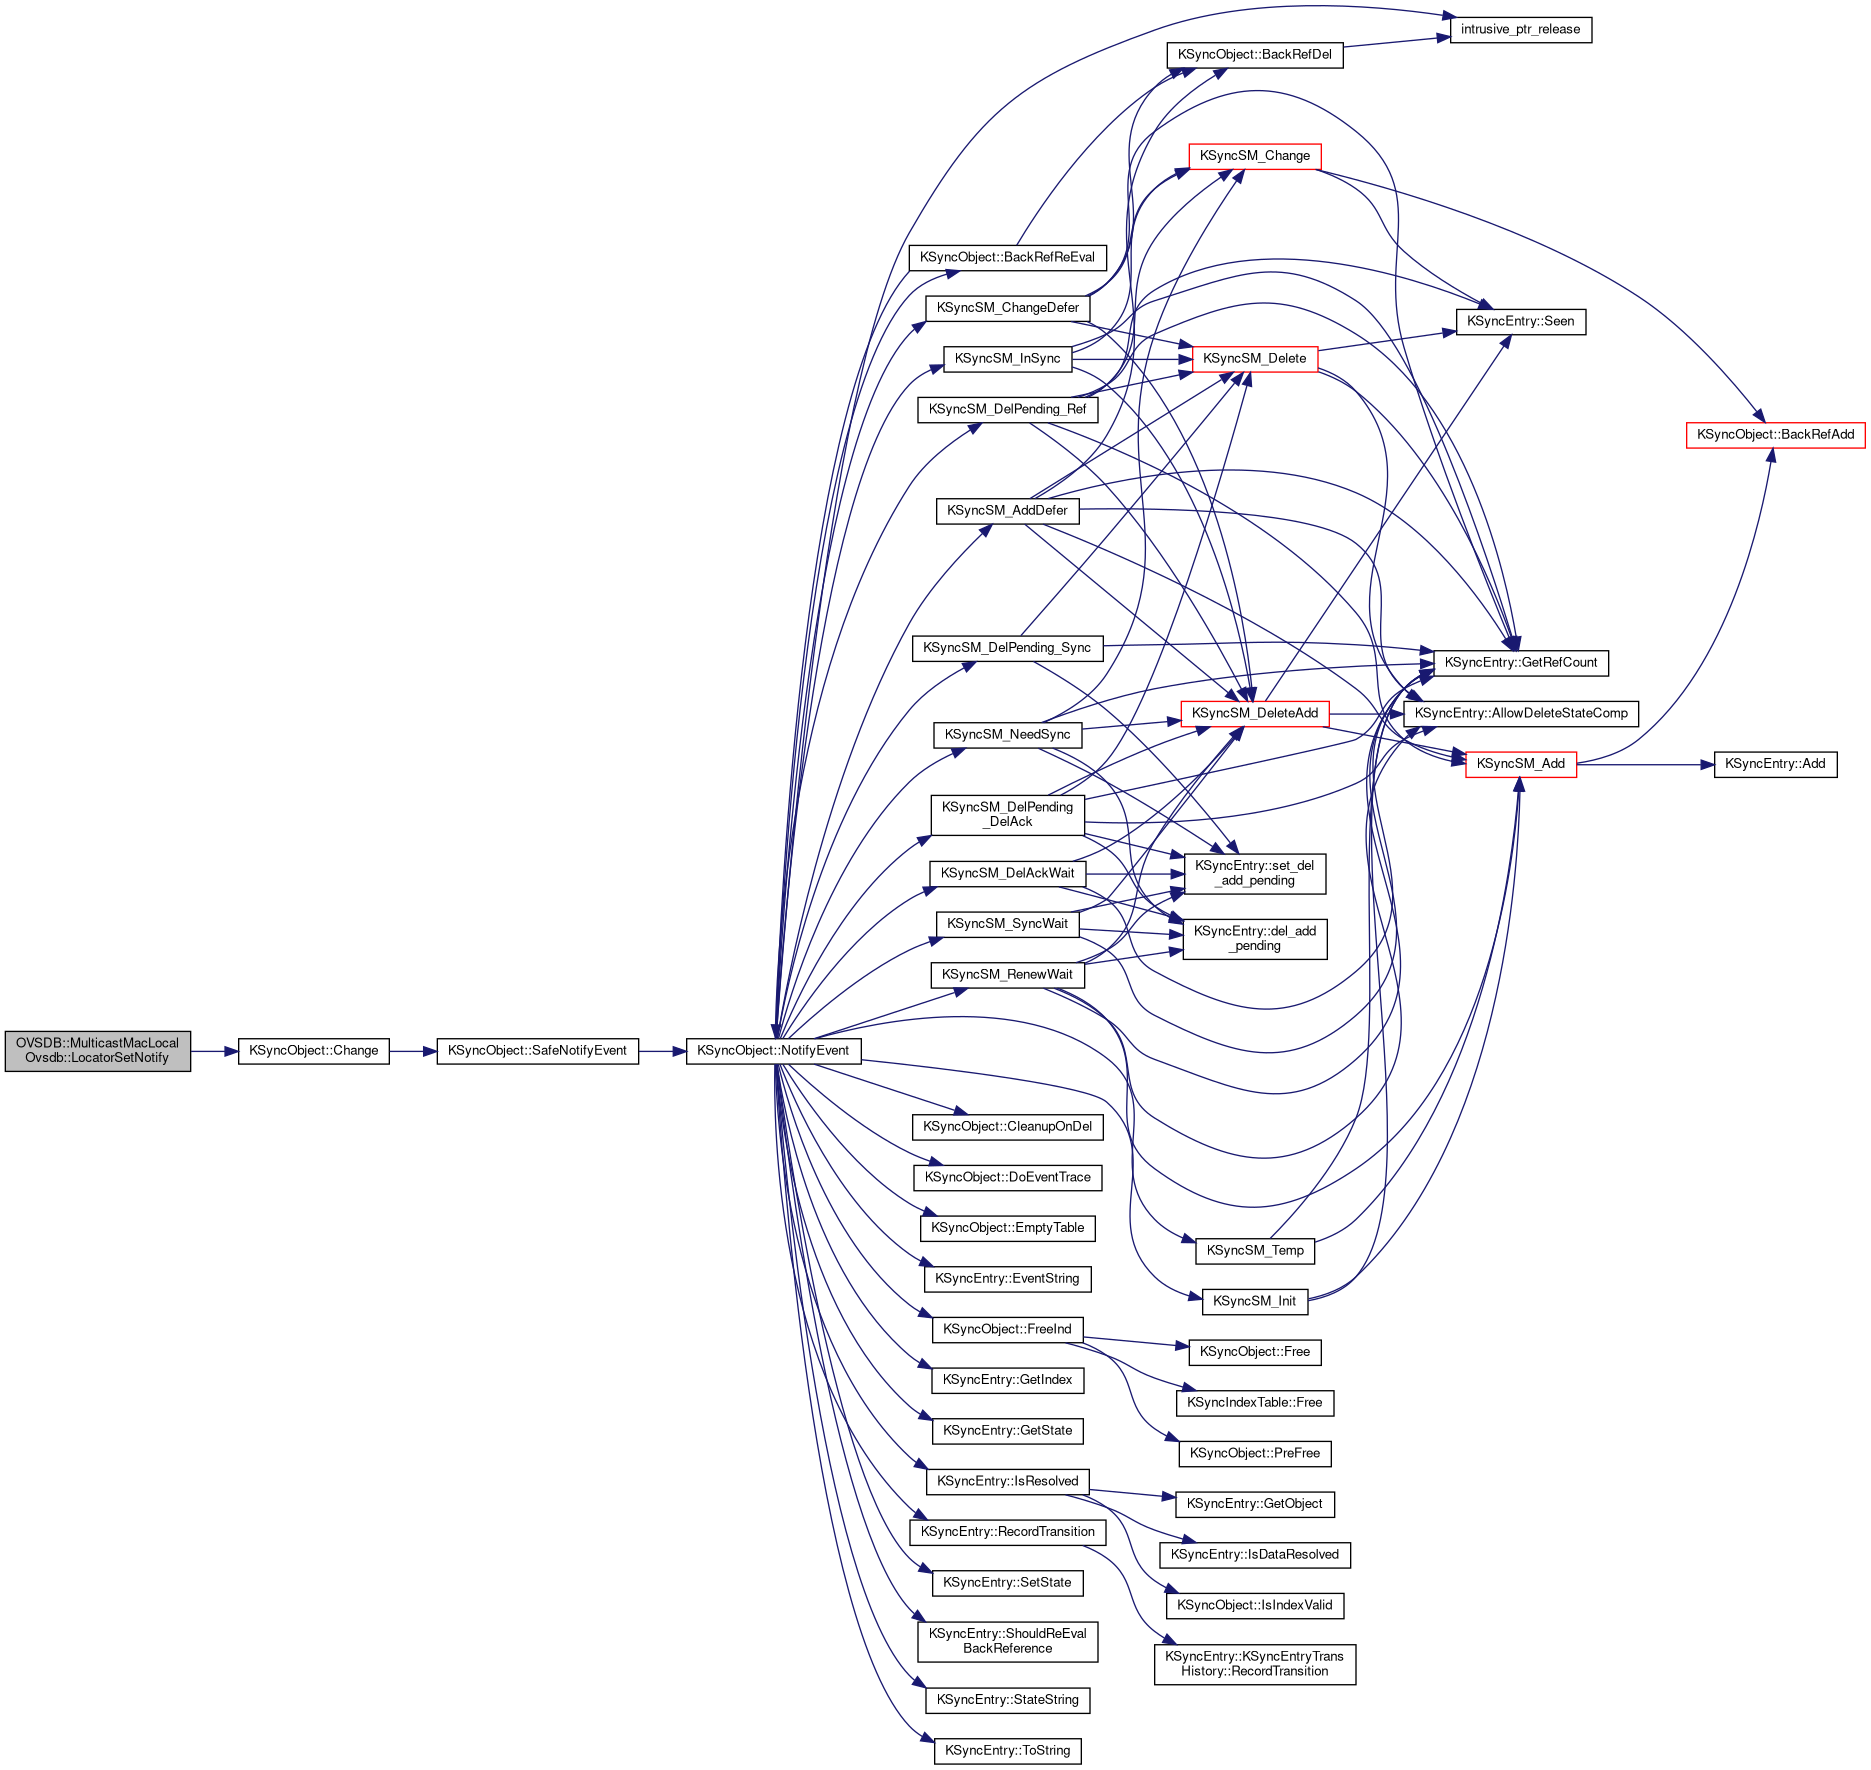 intrusive_ptr_release
KSyncObject::BackRefDel
KSyncSM_Change
KSyncObject::BackRefReEval
KSyncSM_ChangeDefer
KSyncEntry::Seen
KSyncSM_InSync
KSyncSM_Delete
KSyncSM_DelPending_Ref
KSyncObject::BackRefAdd
KSyncSM_AddDefer
KSyncSM_DelPending_Sync
KSyncEntry::GetRefCount
KSyncSM_DeleteAdd
KSyncEntry::AllowDeleteStateComp
KSyncSM_NeedSync
KSyncSM_Add
KSyncEntry::Add
KSyncSM_DelPending
_DelAck
KSyncSM_DelAckWait
KSyncEntry::set_del
_add_pending
KSyncSM_SyncWait
KSyncEntry::del_add
_pending
KSyncSM_RenewWait
OVSDB::MulticastMacLocal
Ovsdb::LocatorSetNotify
KSyncObject::Change
KSyncObject::SafeNotifyEvent
KSyncObject::NotifyEvent
KSyncObject::CleanupOnDel
KSyncObject::DoEventTrace
KSyncObject::EmptyTable
KSyncSM_Temp
KSyncEntry::EventString
KSyncSM_Init
KSyncObject::FreeInd
KSyncObject::Free
KSyncEntry::GetIndex
KSyncIndexTable::Free
KSyncEntry::GetState
KSyncObject::PreFree
KSyncEntry::IsResolved
KSyncEntry::GetObject
KSyncEntry::RecordTransition
KSyncEntry::IsDataResolved
KSyncEntry::SetState
KSyncObject::IsIndexValid
KSyncEntry::ShouldReEval
BackReference
KSyncEntry::KSyncEntryTrans
History::RecordTransition
KSyncEntry::StateString
KSyncEntry::ToString